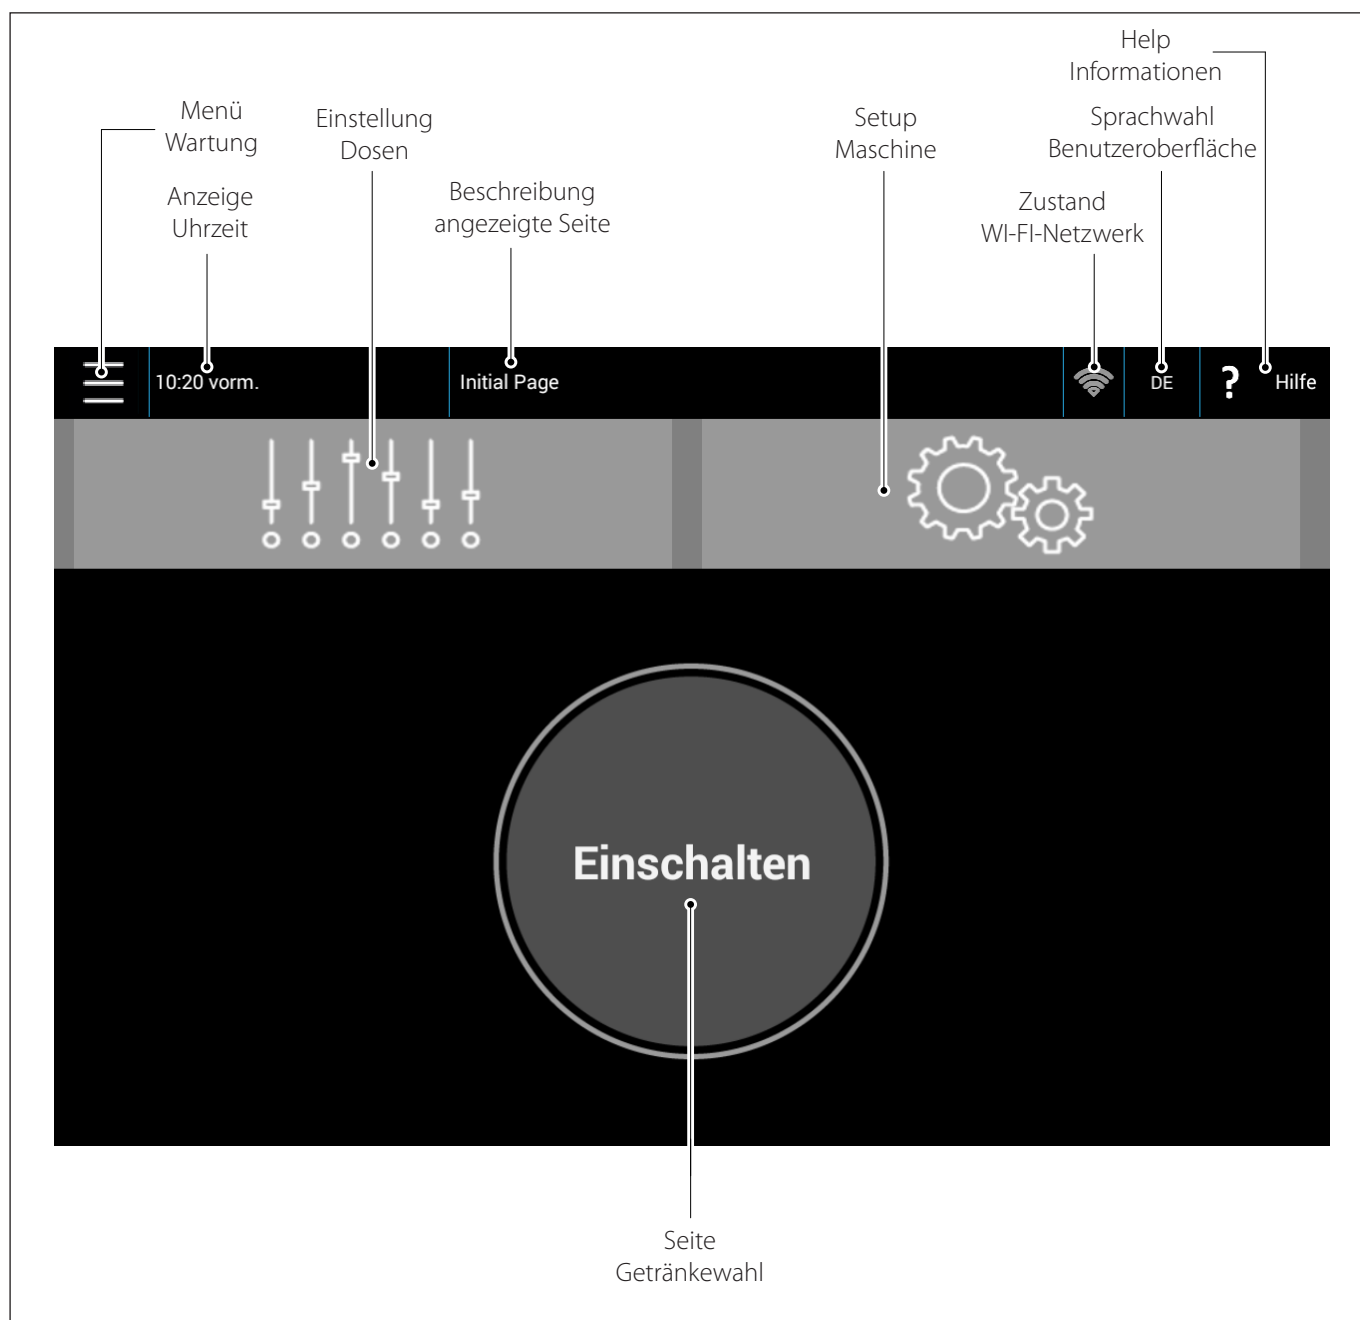 Help
Informationen
Menü
Wartung
Einstellung
Dosen
Setup
Maschine
Sprachwahl
Benutzeroberfläche
Anzeige
Uhrzeit
Beschreibung
angezeigte Seite
Zustand
WI-FI-Netzwerk
10:20 vorm.
Initial Page
DE
? Hilfe
Einschalten
Seite
Getränkewahl